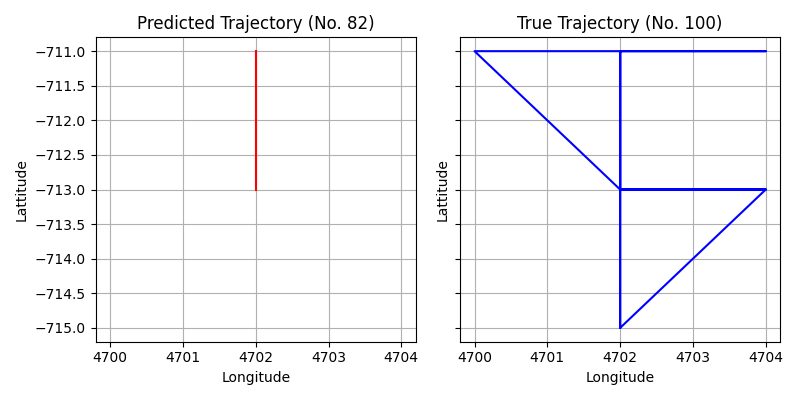 Predicted Trajectory (No. 82)
True Trajectory (No. 100)
−711.0
−711.5
−712.0
−712.5
−713.0
−713.5
−714.0
−714.5
−715.0
Lattitude
Lattitude
4700 4701 4702 4703 4704
4700 4701 4702 4703 4704
Longitude
Longitude